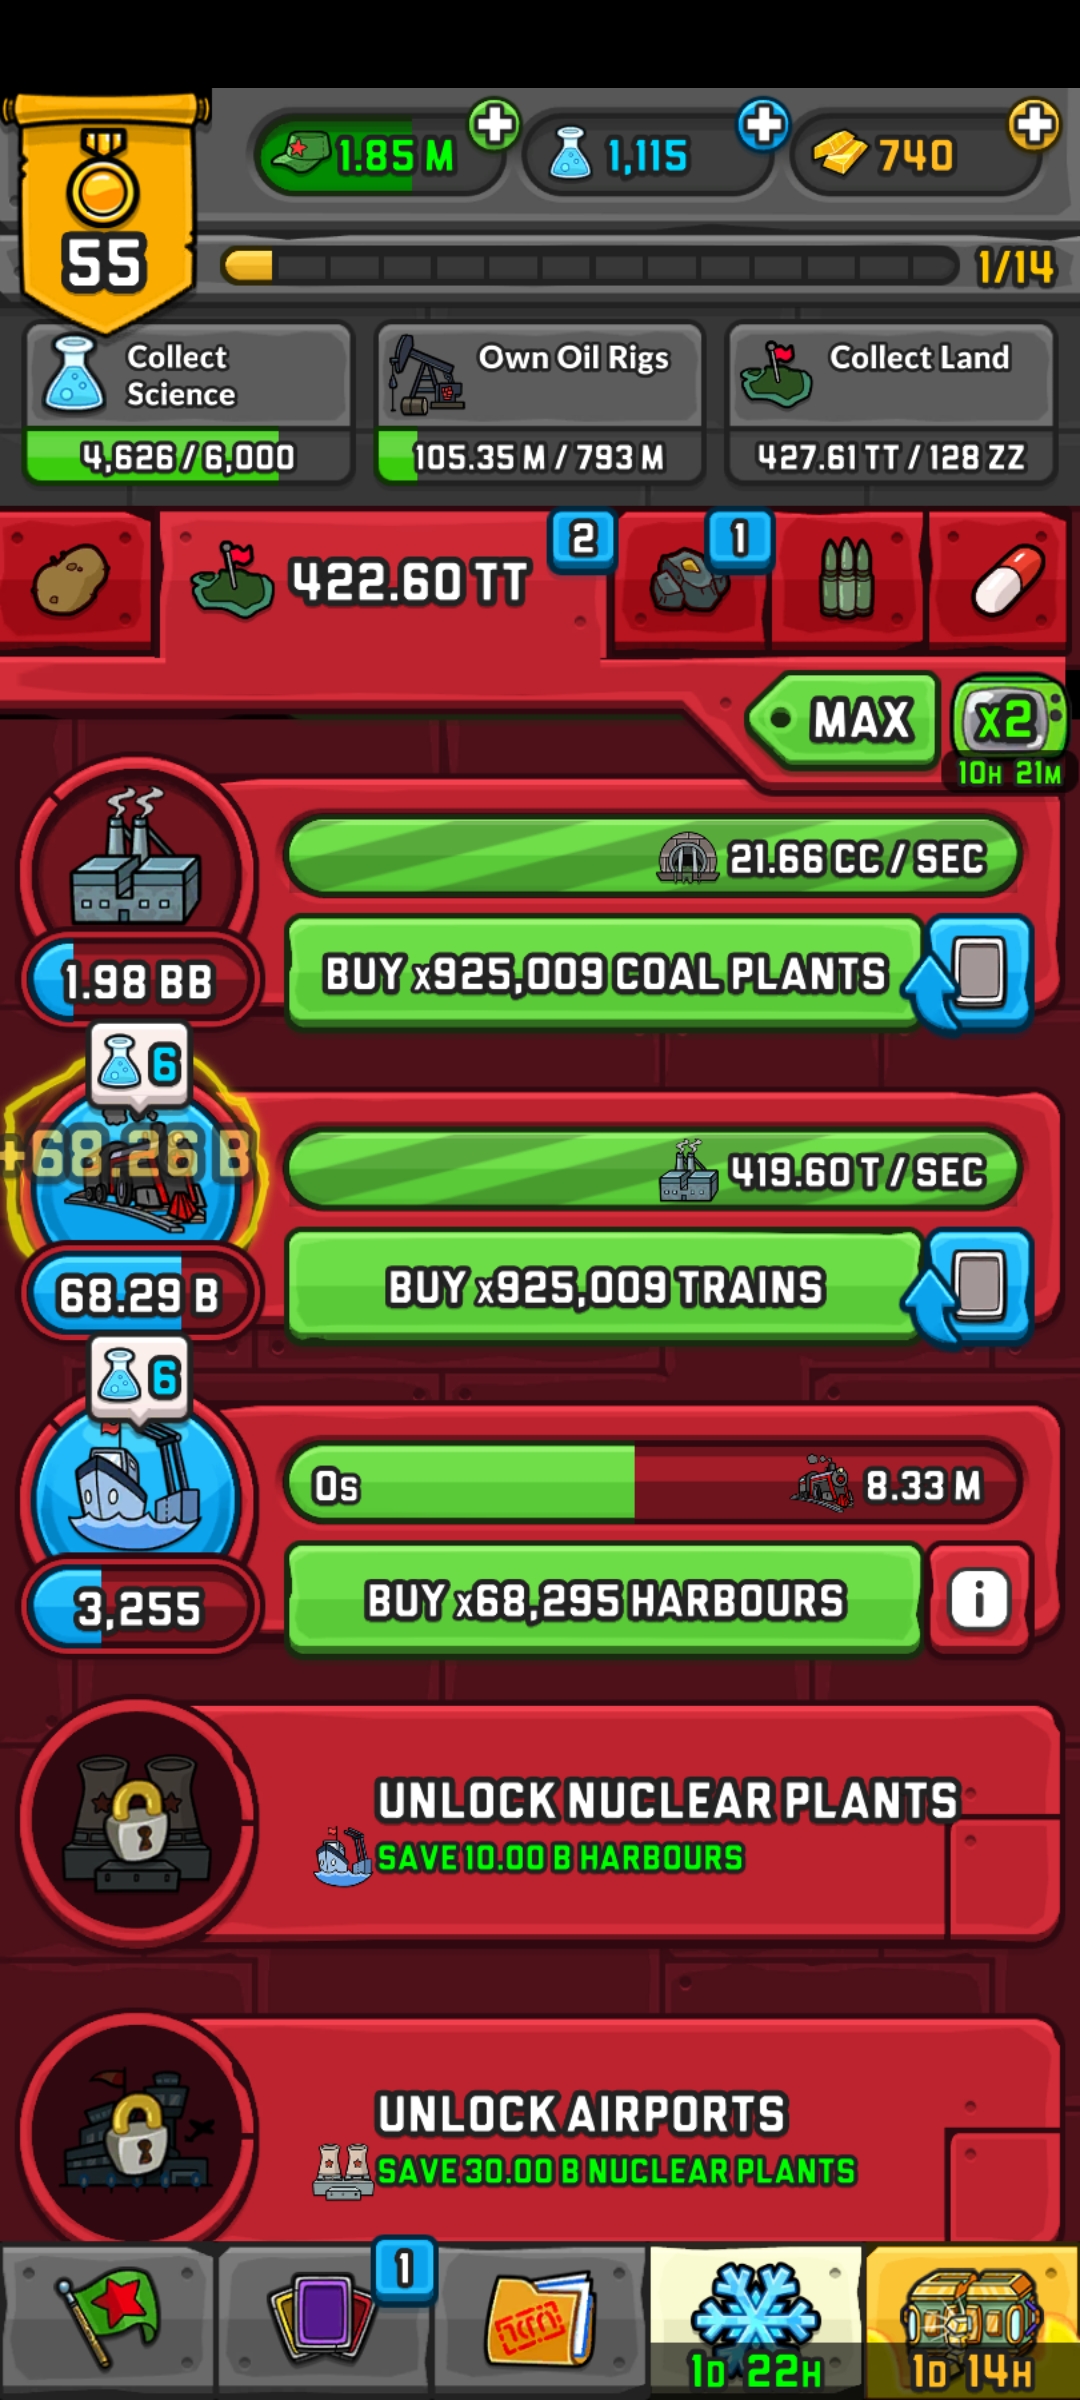 55
1.85 M
1,115
740
1/14
Collect
Science
4,626 / 6,000
Own Oil Rigs
105.35 M / 793 M
Collect Land
427.61 TT / 128 ZZ
422.60 TT
2
1
MAX
x2
10H 21M
21.66 CC / SEC
BUY x925,009 COAL PLANTS
1.98 BB
6
+68.26 B
419.60 T / SEC
BUY x925,009 TRAINS
68.29 B
6
0s
8.33 M
BUY x68,295 HARBOURS
i
3,255
UNLOCK NUCLEAR PLANTS
SAVE 10.00 B HARBOURS
UNLOCK AIRPORTS
SAVE 30.00 B NUCLEAR PLANTS
1
1D 22H
1D 14H